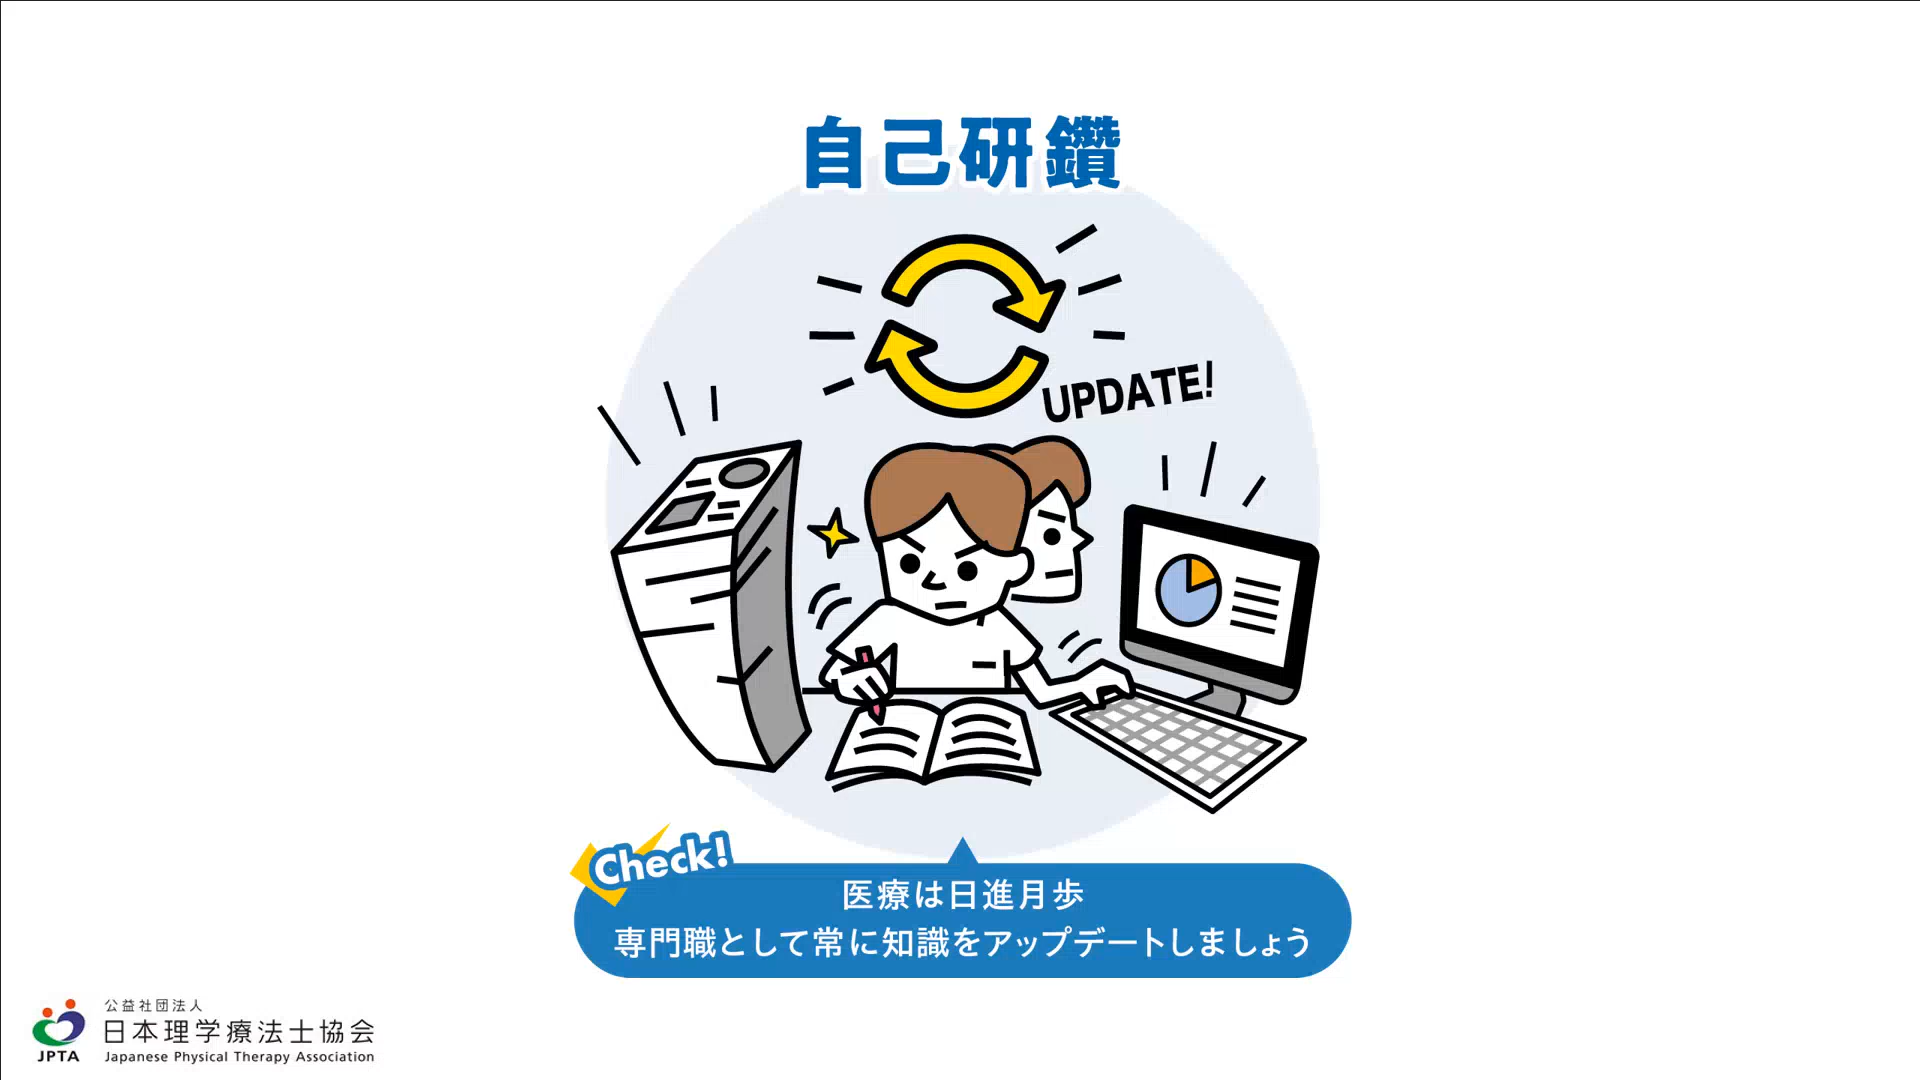 自己研鑽
UPDATE!
Check!
医療は日進月歩
専門職として常に知識をアップデートしましょう
公益社団法人
日本理学療法士協会
JPTA
Japanese Physical Therapy Association